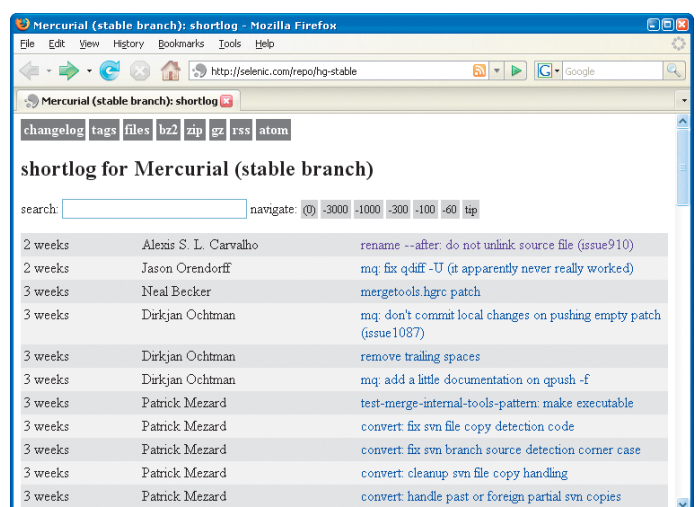 Mercurial (stable branch): shortlog - Mozilla Firefox
File Edit View History Bookmarks Tools Help
http://selenic.com/repo/hg-stable G Google
Mercurial (stable branch): shortlog
changelog tags files bz2 zip gz rss atom
shortlog for Mercurial (stable branch)
search: navigate: (0) -3000 -1000 -300 -100 -60 tip
2 weeks Alexis S. L. Carvalho rename --after: do not unlink source file (issue910)
2 weeks Jason Orendorff mq: fix qdiff -U (it apparently never really worked)
3 weeks Neal Becker mergetools.hgrc patch
3 weeks Dirkjan Ochtman mq: don't commit local changes on pushing empty patch
(issue1087)
3 weeks Dirkjan Ochtman remove trailing spaces
3 weeks Dirkjan Ochtman mq: add a little documentation on qpush -f
3 weeks Patrick Mezard test-merge-internal-tools-pattern: make executable
3 weeks Patrick Mezard convert: fix svn file copy detection code
3 weeks Patrick Mezard convert: fix svn branch source detection corner case
3 weeks Patrick Mezard convert: cleanup svn file copy handling
3 weeks Patrick Mezard convert: handle past or foreign partial svn copies